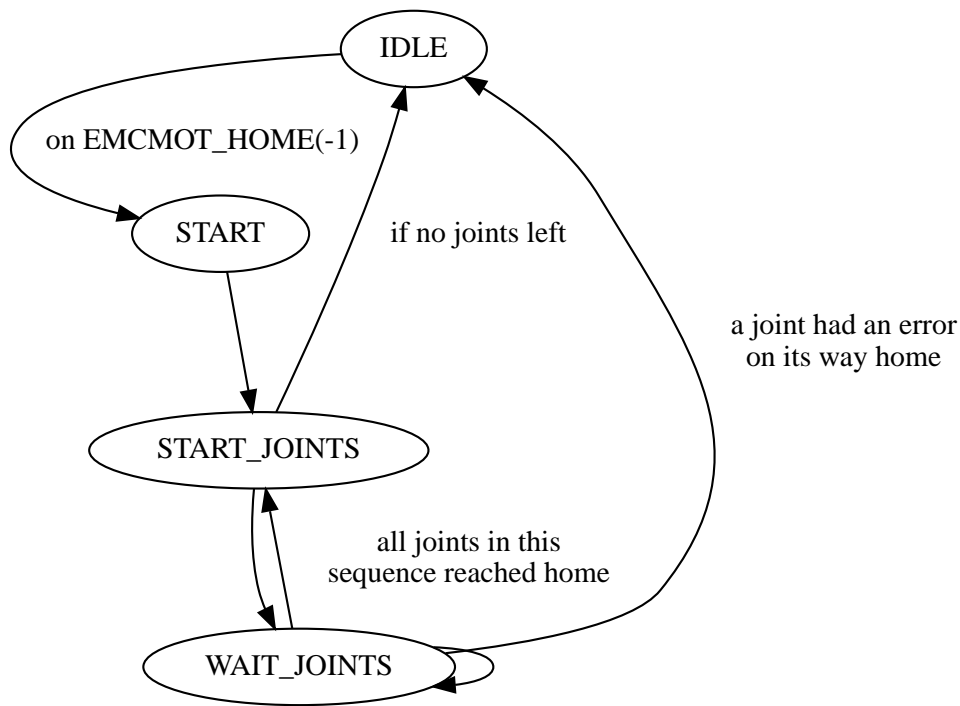 IDLE
on EMCMOT_HOME(-1)
START
if no joints left
a joint had an error
on its way home
START_JOINTS
all joints in this
sequence reached home
WAIT_JOINTS